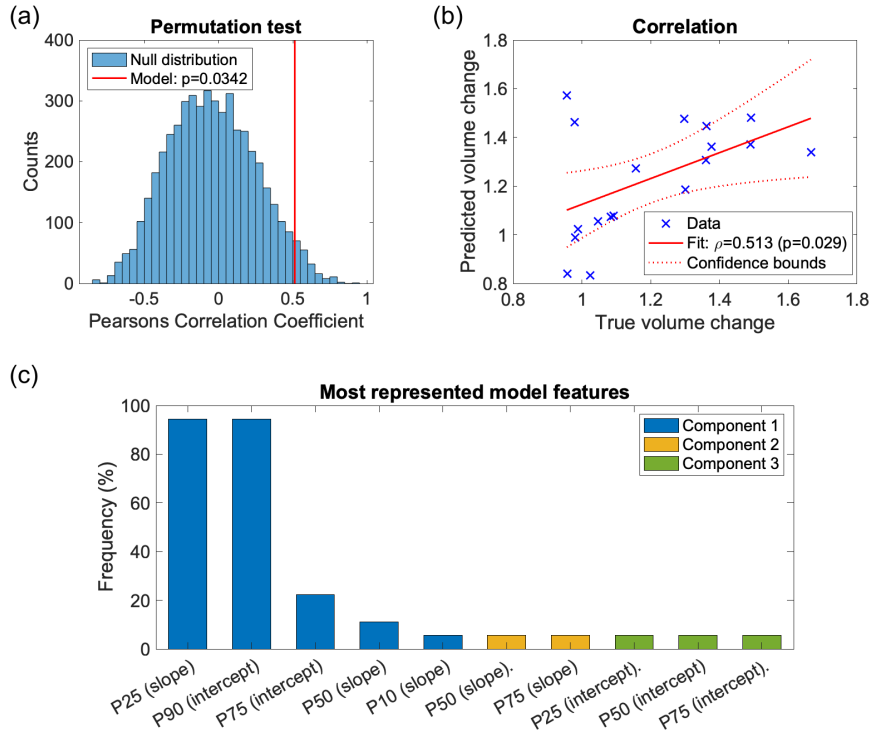 (a)
Permutation test
400
300
200
100
0
Counts
Null distribution
Model: p=0.0342
-0.5
0
0.5
1
Pearsons Correlation Coefficient
(b)
Correlation
1.8
1.6
1.4
1.2
1
0.8
Predicted volume change
Data
Fit: ρ=0.513 (p=0.029)
Confidence bounds
0.8
1
1.2
1.4
1.6
1.8
True volume change
(c)
Most represented model features
100
80
60
40
20
0
Frequency (%)
Component 1
Component 2
Component 3
P25 (slope)
P90 (intercept)
P75 (intercept)
P50 (slope)
P10 (slope)
P50 (slope).
P75 (slope)
P25 (intercept).
P50 (intercept)
P75 (intercept).